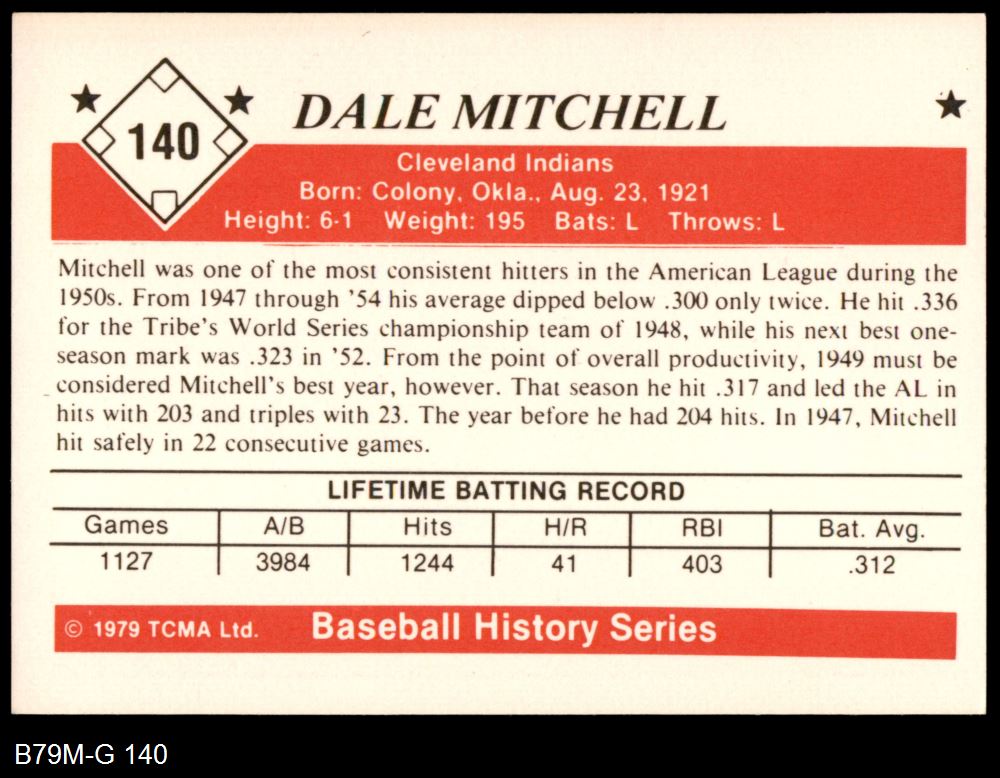 140
DALE MITCHELL
Cleveland Indians
Born: Colony, Okla., Aug. 23, 1921
Height: 6-1 Weight: 195 Bats: L Throws: L
Mitchell was one of the most consistent hitters in the American League during the
1950s. From 1947 through '54 his average dipped below .300 only twice. He hit .336
for the Tribe's World Series championship team of 1948, while his next best one-
season mark was .323 in '52. From the point of overall productivity, 1949 must be
considered Mitchell's best year, however. That season he hit .317 and led the AL in
hits with 203 and triples with 23. The year before he had 204 hits. In 1947, Mitchell
hit safely in 22 consecutive games.
LIFETIME BATTING RECORD
Games A/B Hits H/R RBI Bat. Avg.
1127 3984 1244 41 403 .312
© 1979 TCMA Ltd. Baseball History Series
B79M-G 140